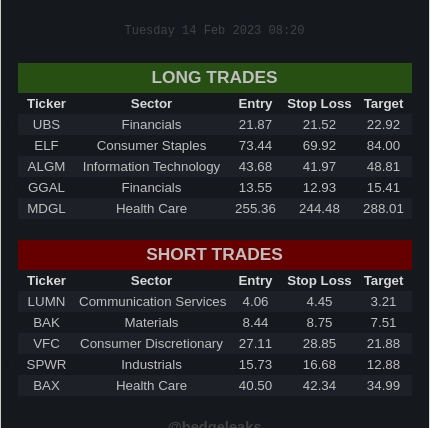 Tuesday 14 Feb 2023 08:20
LONG TRADES
Ticker Sector Entry Stop Loss Target
UBS Financials 21.87 21.52 22.92
ELF Consumer Staples 73.44 69.92 84.00
ALGM Information Technology 43.68 41.97 48.81
GGAL Financials 13.55 12.93 15.41
MDGL Health Care 255.36 244.48 288.01
SHORT TRADES
Ticker Sector Entry Stop Loss Target
LUMN Communication Services 4.06 4.45 3.21
BAK Materials 8.44 8.75 7.51
VFC Consumer Discretionary 27.11 28.85 21.88
SPWR Industrials 15.73 16.68 12.88
BAX Health Care 40.50 42.34 34.99
@hedgeleaks